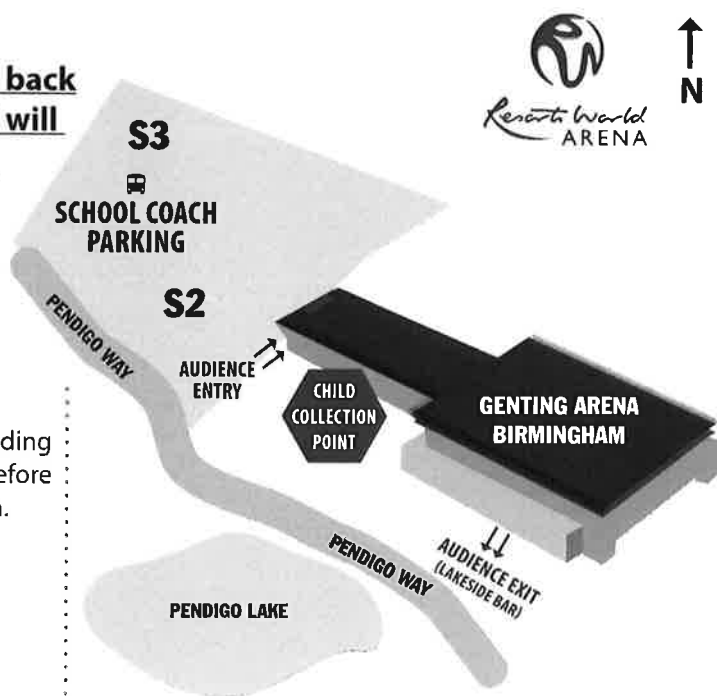 back
will
Resorts World
ARENA
N
S3
SCHOOL COACH
PARKING
S2
PENDIGO WAY
AUDIENCE
ENTRY
CHILD
COLLECTION
POINT
GENTING ARENA
BIRMINGHAM
ding
efore
.
PENDIGO WAY
AUDIENCE EXIT
(LAKESIDE BAR)
PENDIGO LAKE